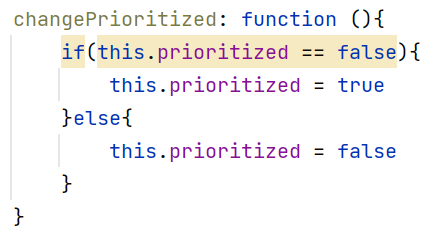 changePrioritized: function (){
    if(this.prioritized == false){
        this.prioritized = true
    }else{
        this.prioritized = false
    }
}